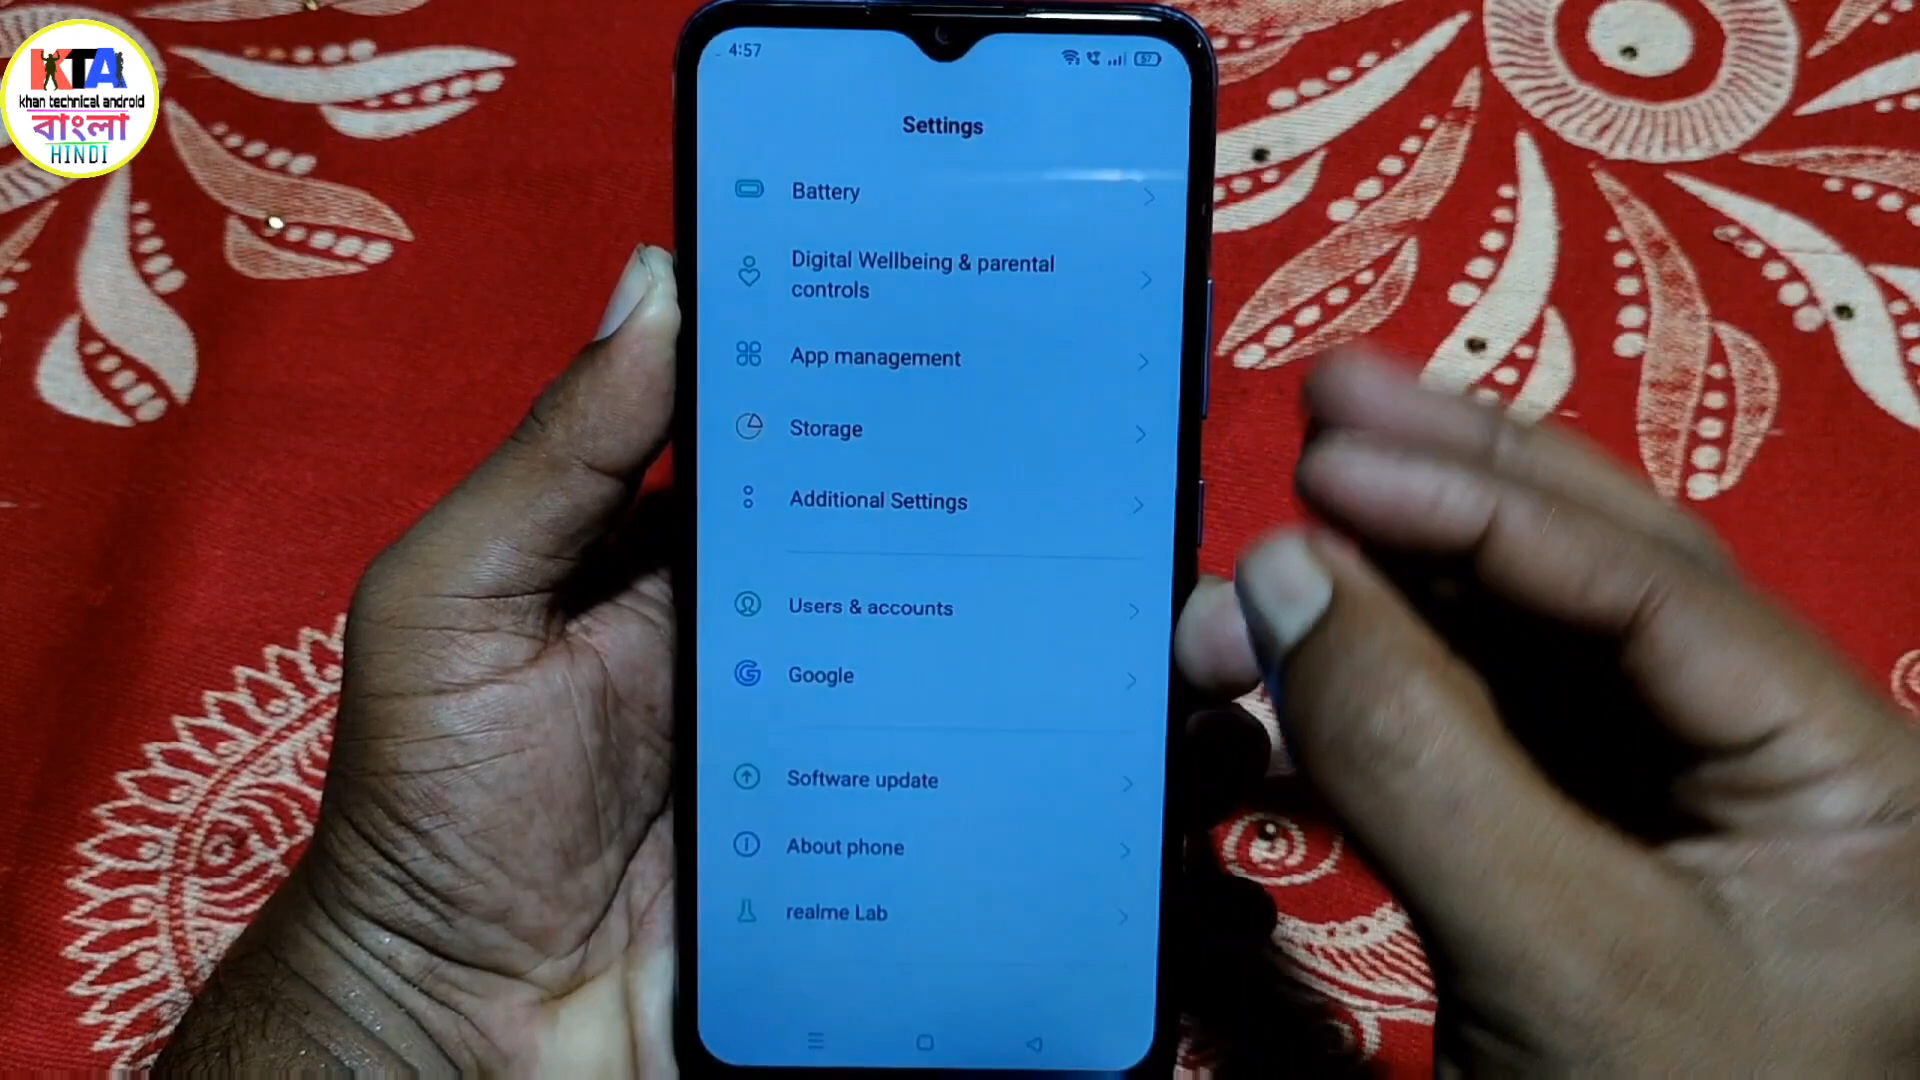 KTA
khan technical android
বাংলা
HINDI
4:57
57
Settings
Battery
Digital Wellbeing & parental
controls
App management
Storage
Additional Settings
Users & accounts
Google
Software update
About phone
realme Lab